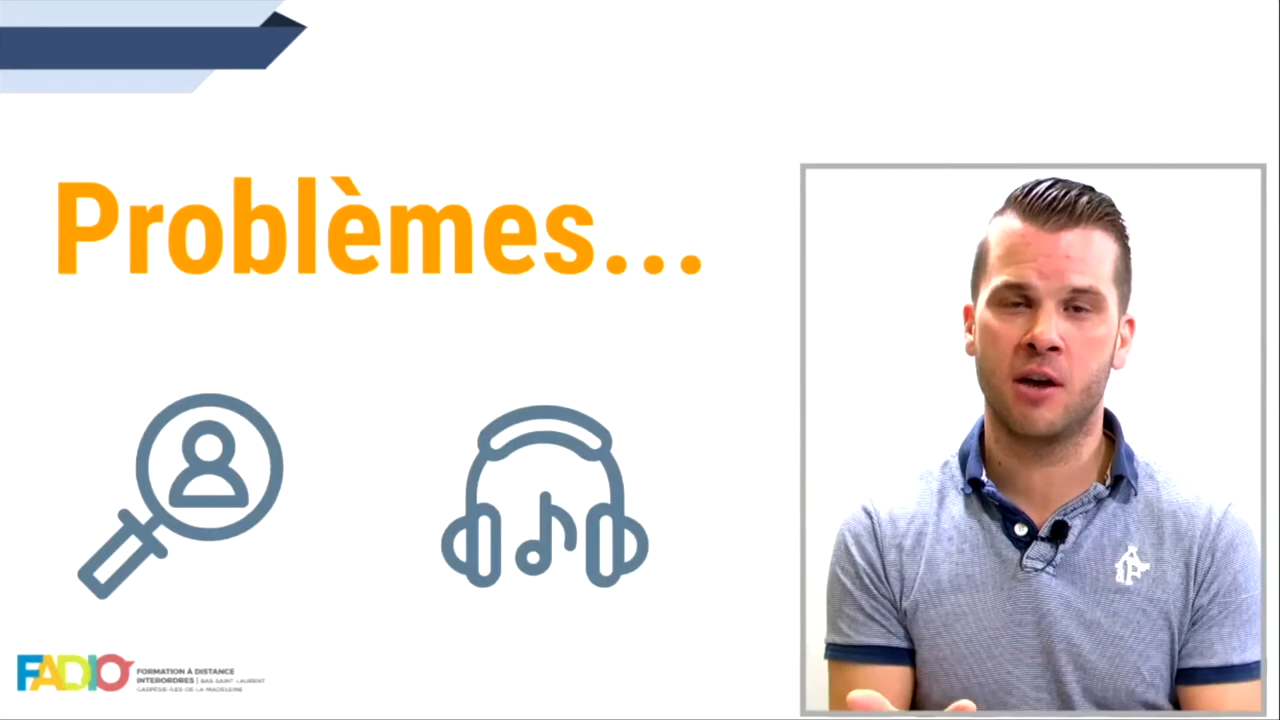 Problèmes...
FADIO
FORMATION À DISTANCE
INTERORDRES | BAS-SAINT-LAURENT
GASPÉSIE-ÎLES-DE-LA-MADELEINE